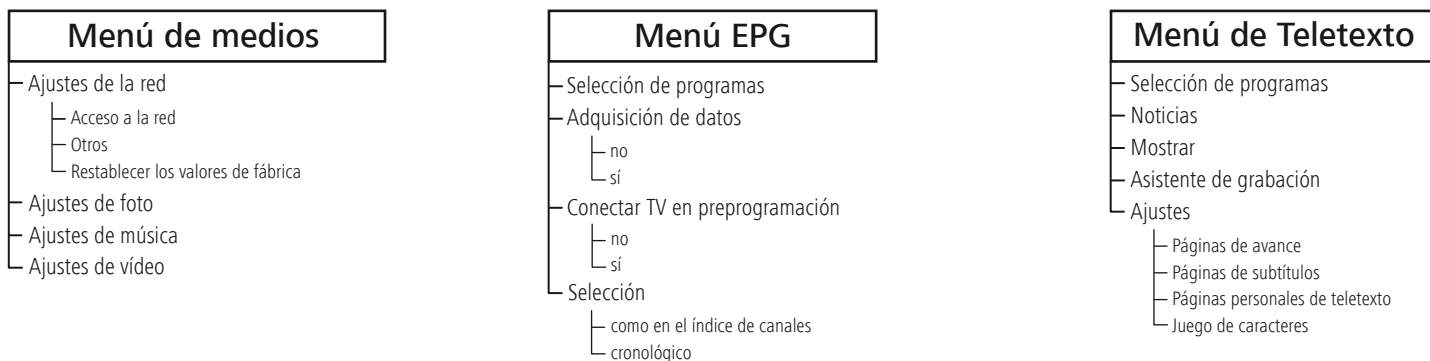 Menú de medios
Ajustes de la red
Acceso a la red
Otros
Restablecer los valores de fábrica
Ajustes de foto
Ajustes de música
Ajustes de vídeo
Menú EPG
Selección de programas
Adquisición de datos
no
sí
Conectar TV en preprogramación
no
sí
Selección
como en el índice de canales
cronológico
Menú de Teletexto
Selección de programas
Noticias
Mostrar
Asistente de grabación
Ajustes
Páginas de avance
Páginas de subtítulos
Páginas personales de teletexto
Juego de caracteres